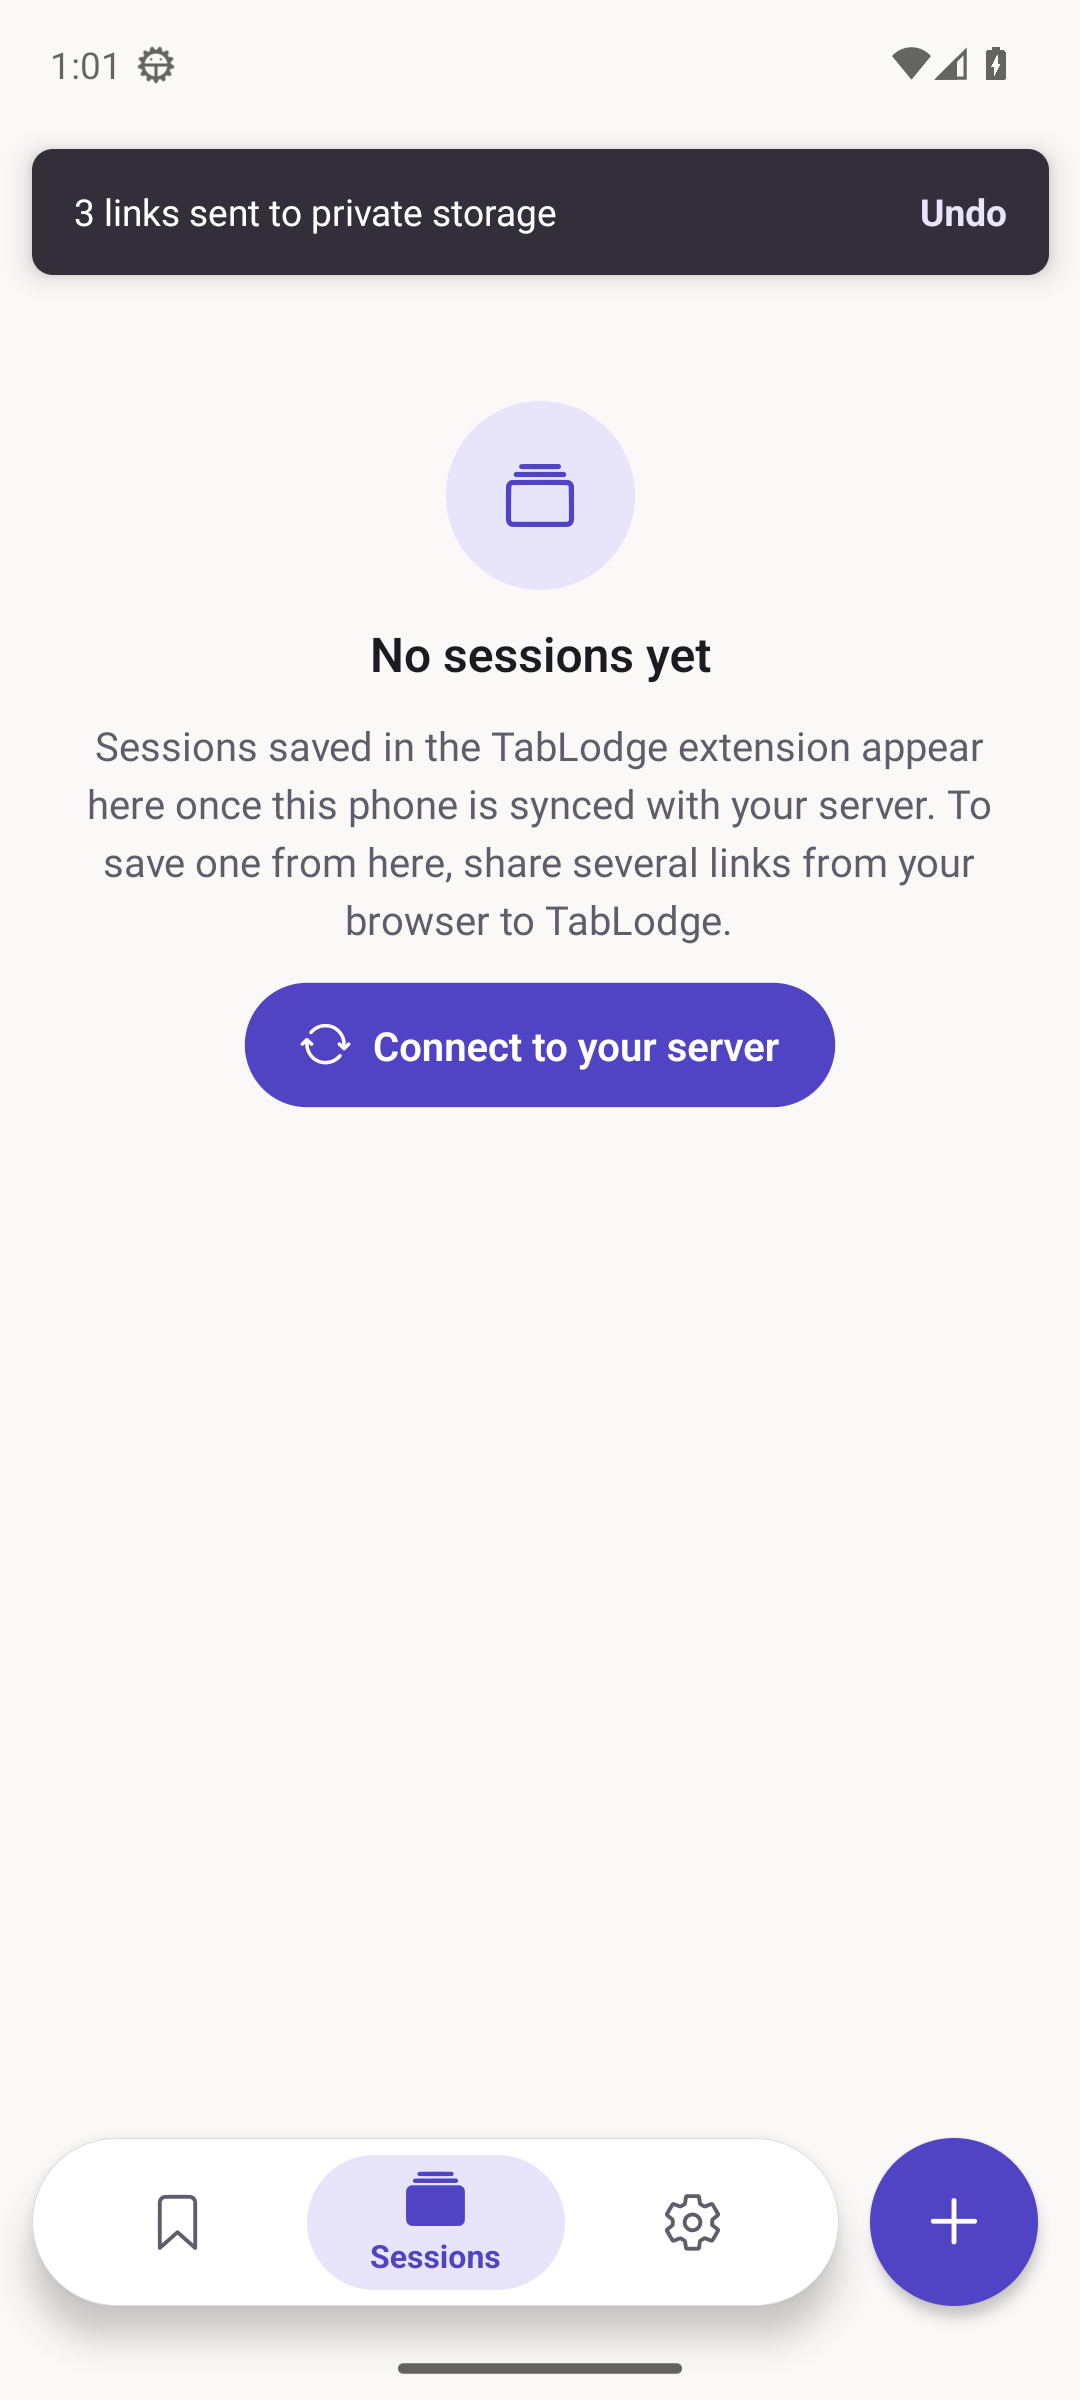 1:01
3 links sent to private storage
Undo
No sessions yet
Sessions saved in the TabLodge extension appear
here once this phone is synced with your server. To
save one from here, share several links from your
browser to TabLodge.
Connect to your server
Sessions